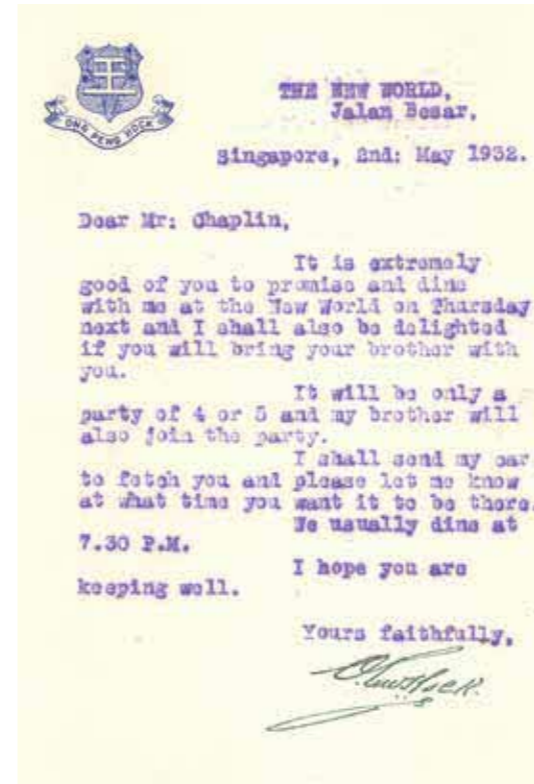 ONG PENG HOCK
THE NEW WORLD,
Jalan Besar,
Singapore, 2nd: May 1932.
Dear Mr: Chaplin,
It is extremely
good of you to promise and dine
with me at the New World on Thursday
next and I shall also be delighted
if you will bring your brother with
you.
It will be only a
party of 4 or 5 and my brother will
also join the party.
I shall send my car
to fetch you and please let me know
at what time you want it to be there.
We usually dine at
7.30 P.M.
I hope you are
keeping well.
Yours faithfully,